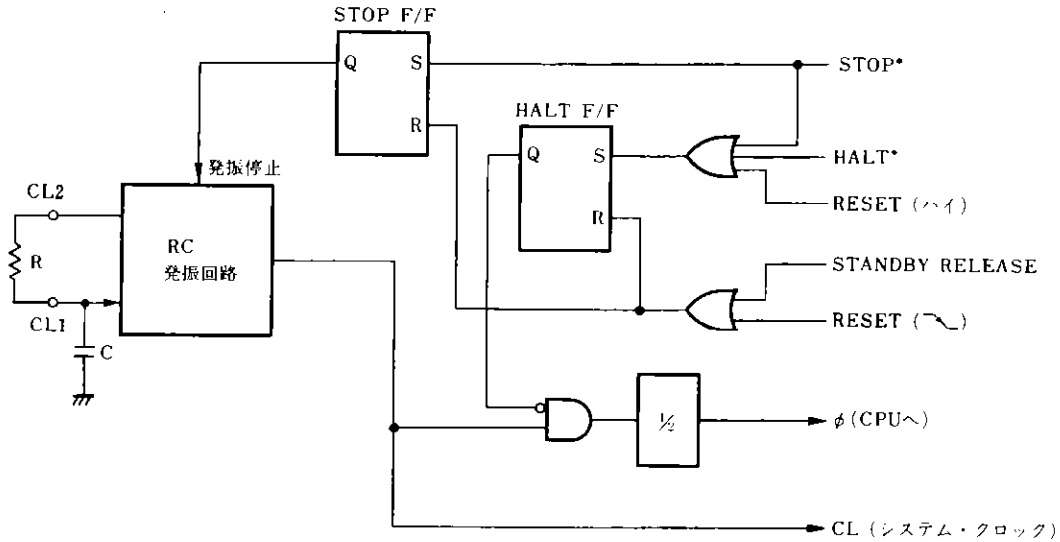 STOP F/F
Q
S
R
STOP*
HALT F/F
Q
S
R
HALT*
RESET (ハイ)
発振停止
CL2
R
CL1
C
RC
発振回路
STANDBY RELEASE
RESET ( )
½
φ (CPUへ)
CL (システム・クロック)